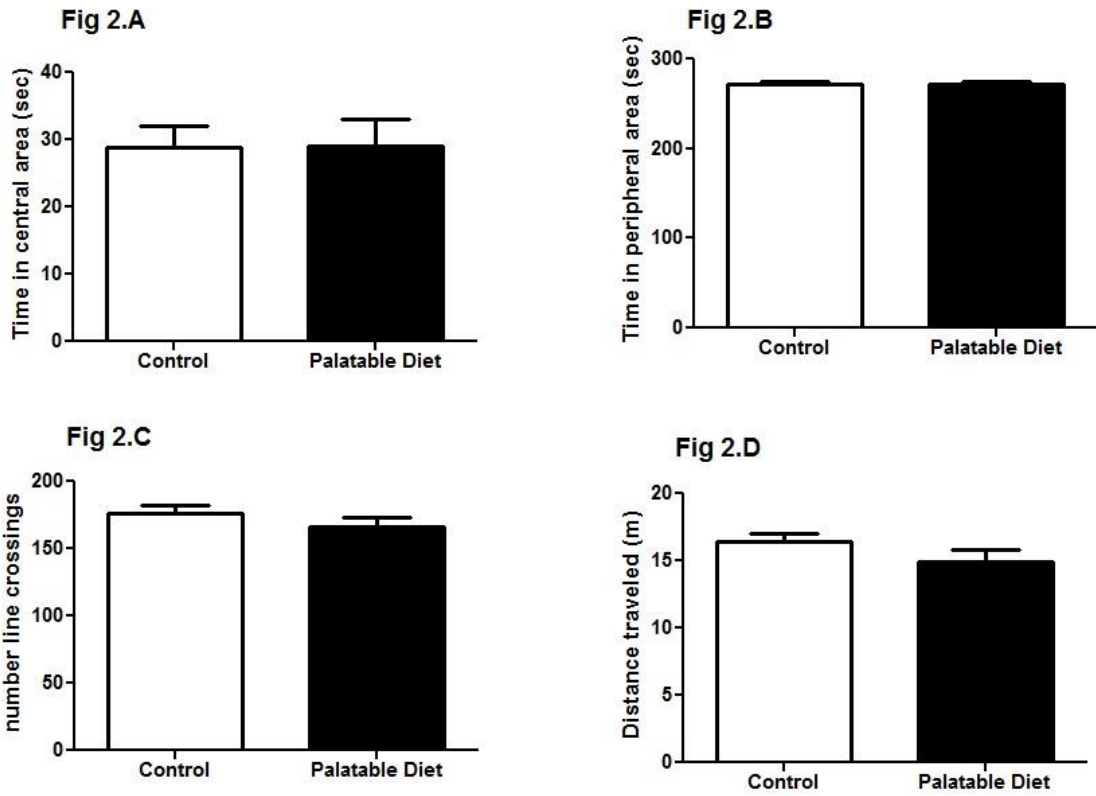 Fig 2.A
Time in central area (sec)
40
30
20
10
0
Control
Palatable Diet
Fig 2.B
Time in peripheral area (sec)
300
200
100
0
Control
Palatable Diet
Fig 2.C
number line crossings
200
150
100
50
0
Control
Palatable Diet
Fig 2.D
Distance traveled (m)
20
15
10
5
0
Control
Palatable Diet